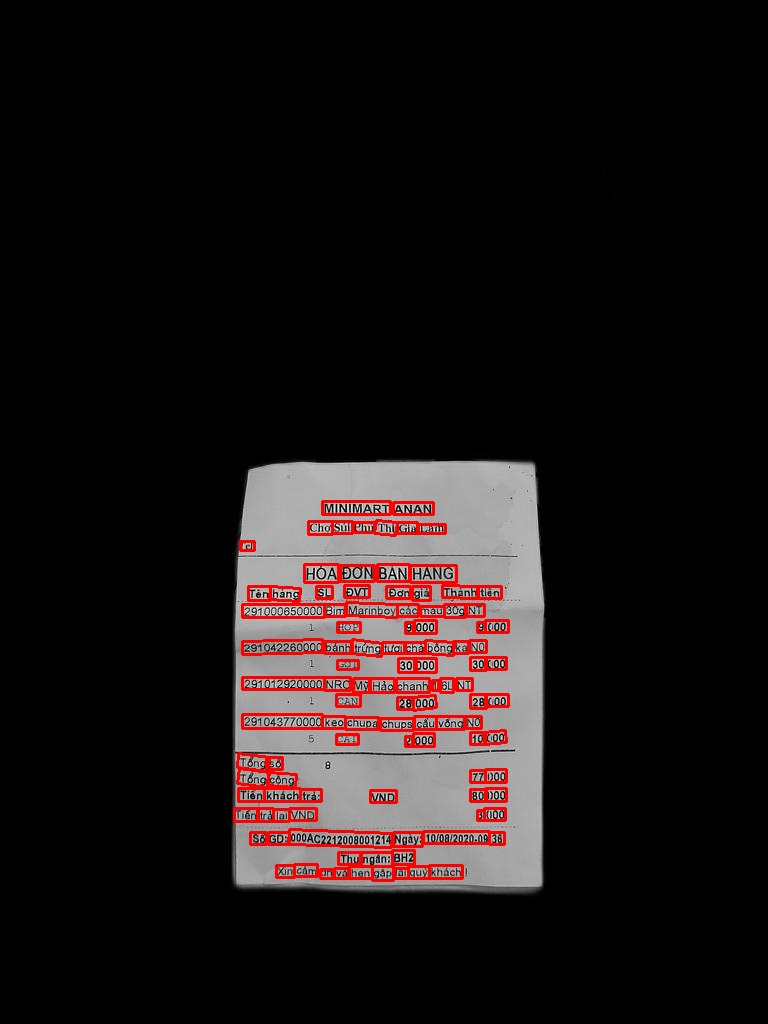 MINIMART ANAN
Chợ Sủi Phú Thị Gia Lâm
HÓA ĐƠN BÁN HÀNG
Tên hàng SL ĐVT Đơn giá Thành tiền
291000650000 Bim Marinboy các màu 30g NT
1 HOP 9.000 9.000
291042260000 bánh trứng tươi chà bông ka N0
1 GOI 30.000 30.000
291012920000 NRC Mỹ Hảo chanh 1.6L NT
1 CAN 28.000 28.000
291043770000 kẹo chupa chups cầu vồng N0
5 CAI 2.000 10.000
Tổng số 8
Tổng cộng: 77.000
Tiền khách trả: VND 80.000
Tiền trả lại VND 3.000
Số GD: 000AC2212008001214 Ngày: 10/08/2020-09:36
Thu ngân: BH2
Xin cảm ơn và hẹn gặp lại quý khách !